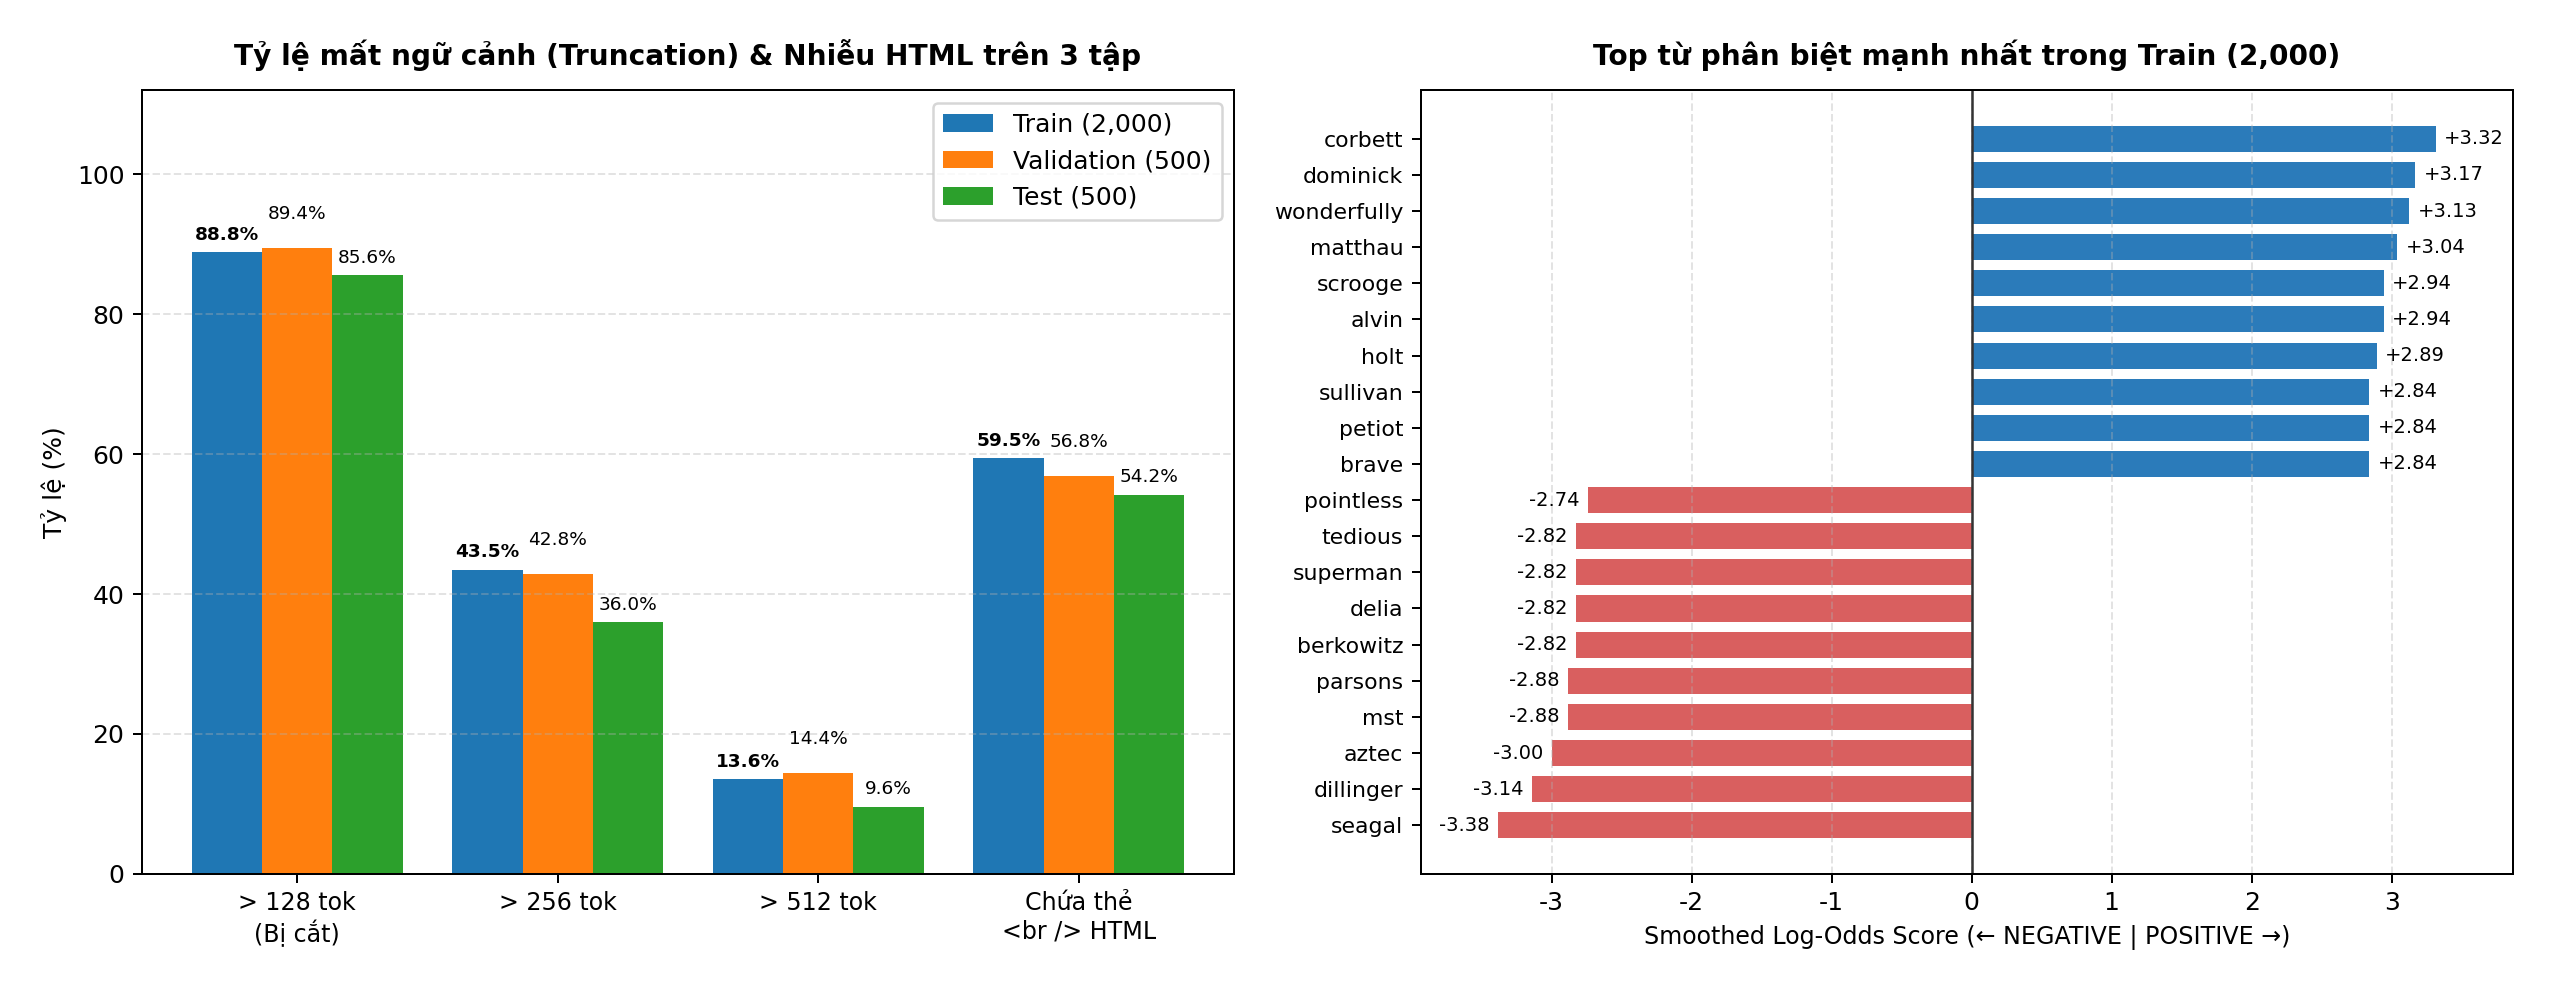 Tỷ lệ mất ngữ cảnh (Truncation) & Nhiễu HTML trên 3 tập
Train (2,000)
Validation (500)
Test (500)
Tỷ lệ (%)
100
80
60
40
20
0
88.8%
89.4%
85.6%
43.5%
42.8%
36.0%
13.6%
14.4%
9.6%
59.5%
56.8%
54.2%
> 128 tok
(Bị cắt)
> 256 tok
> 512 tok
Chứa thẻ
<br /> HTML
Top từ phân biệt mạnh nhất trong Train (2,000)
corbett +3.32
dominick +3.17
wonderfully +3.13
matthau +3.04
scrooge +2.94
alvin +2.94
holt +2.89
sullivan +2.84
petiot +2.84
brave +2.84
pointless -2.74
tedious -2.82
superman -2.82
delia -2.82
berkowitz -2.82
parsons -2.88
mst -2.88
aztec -3.00
dillinger -3.14
seagal -3.38
-3 -2 -1 0 1 2 3
Smoothed Log-Odds Score (← NEGATIVE | POSITIVE →)